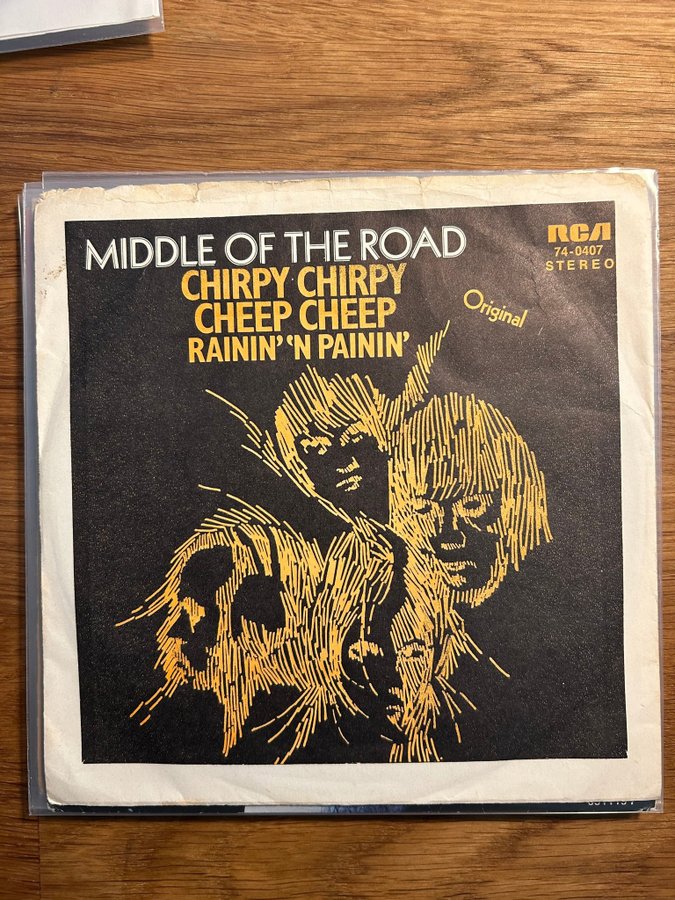 MIDDLE OF THE ROAD
CHIRPY CHIRPY
CHEEP CHEEP
RAININ' 'N PAININ'
RCA
74-0407
STEREO
Original